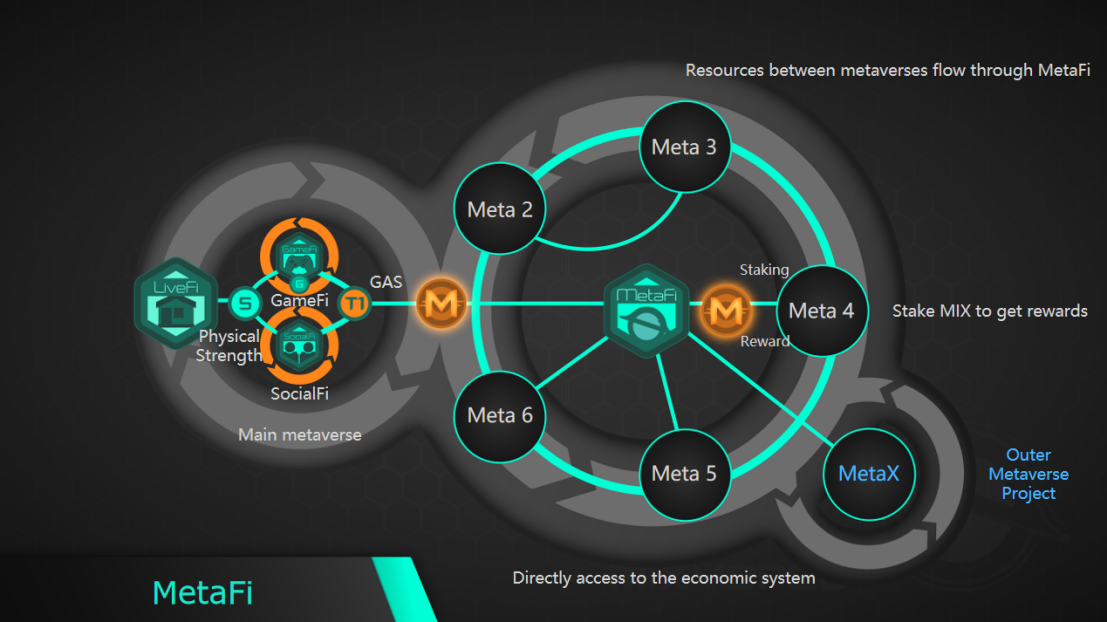 Resources between metaverses flow through MetaFi
Meta 3
Meta 2
LiveFi
GameFi
G
GameFi
S
T1
GAS
M
MetaFi
Staking
M
Reward
Meta 4
Stake MIX to get rewards
Physical
Strength
SocialFi
SocialFi
Main metaverse
Meta 6
Meta 5
MetaX
Outer
Metaverse
Project
Directly access to the economic system
MetaFi